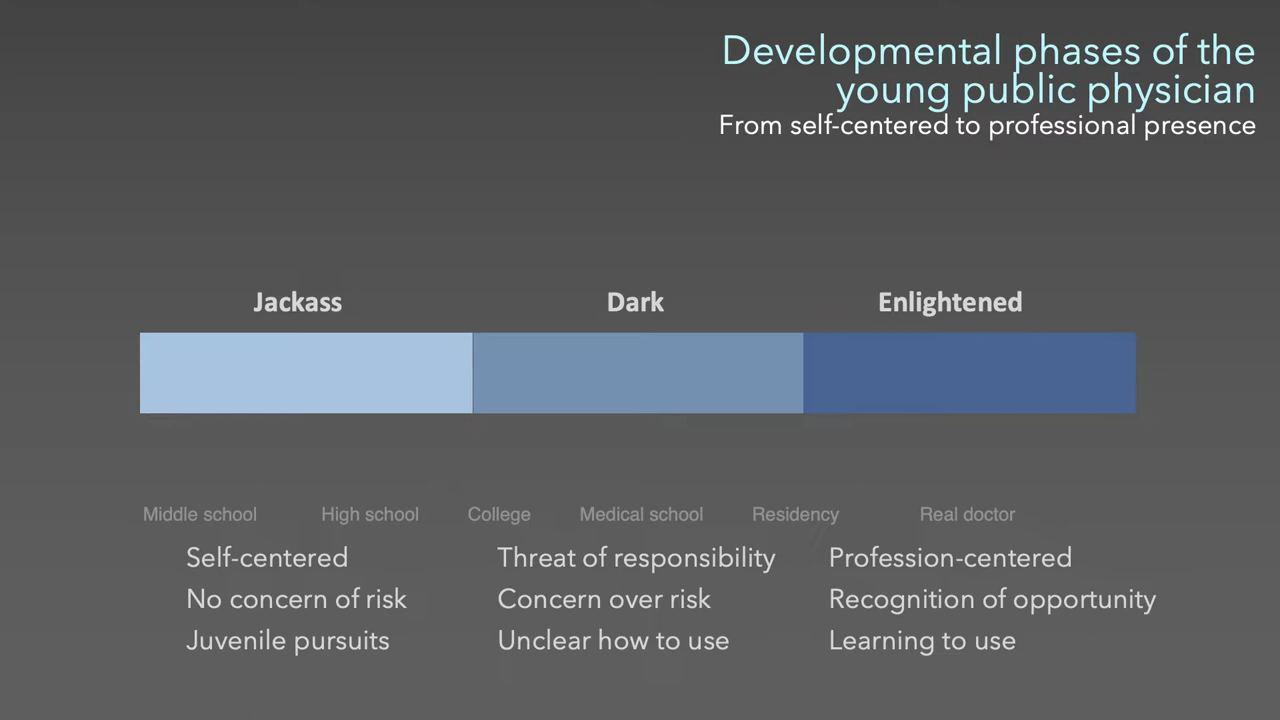 Developmental phases of the
young public physician
From self-centered to professional presence
Jackass Dark Enlightened
Middle school High school College Medical school Residency Real doctor
Self-centered Threat of responsibility Profession-centered
No concern of risk Concern over risk Recognition of opportunity
Juvenile pursuits Unclear how to use Learning to use